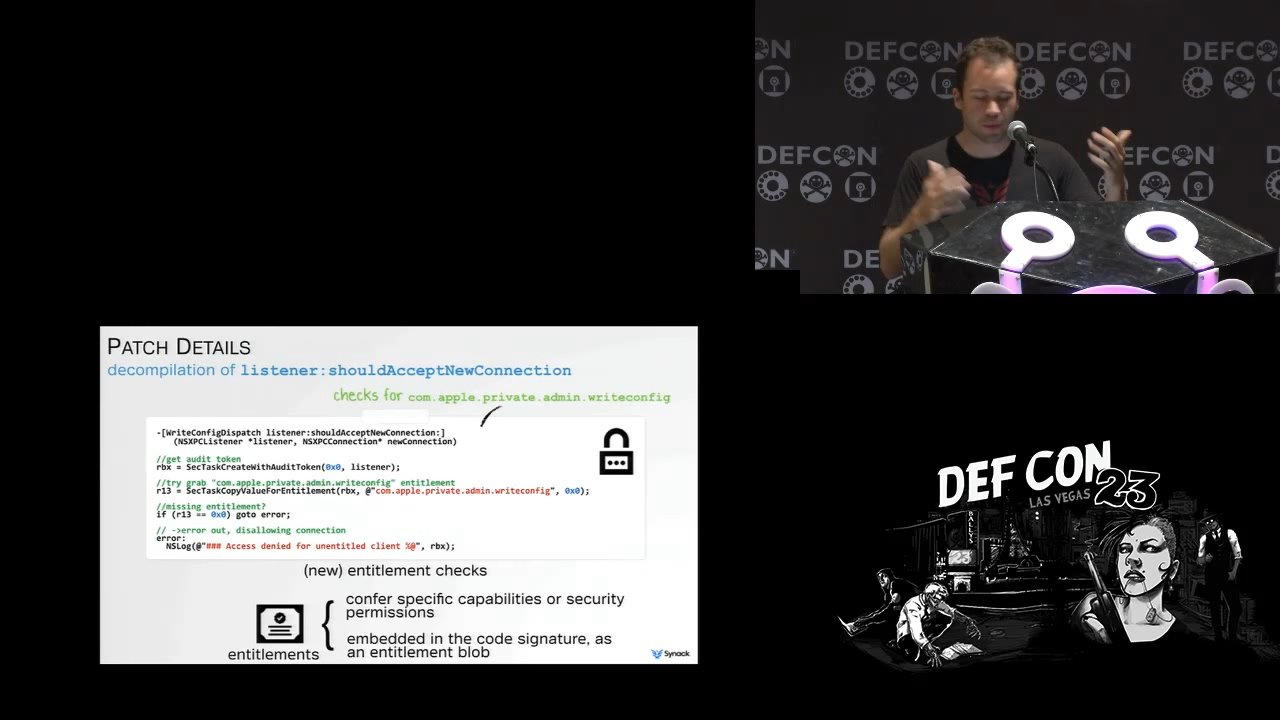 DEFCON
DEFCON
DEFCON
DEFCON
PATCH DETAILS
decompilation of listener:shouldAcceptNewConnection
checks for com.apple.private.admin.writeconfig
-[WriteConfigDispatch listener:shouldAcceptNewConnection:]
(NSXPCListener *listener, NSXPCConnection* newConnection)
//get audit token
rbx = SecTaskCreateWithAuditToken(0x0, listener);
//try grab "com.apple.private.admin.writeconfig" entitlement
r13 = SecTaskCopyValueForEntitlement(rbx, @"com.apple.private.admin.writeconfig", 0x0);
//missing entitlement?
if (r13 == 0x0) goto error;
// ->error out, disallowing connection
error:
NSLog(@"### Access denied for unentitled client %@", rbx);
(new) entitlement checks
confer specific capabilities or security
permissions
embedded in the code signature, as
an entitlement blob
entitlements
Synack
DEF CON
LAS VEGAS 23
BALLYS